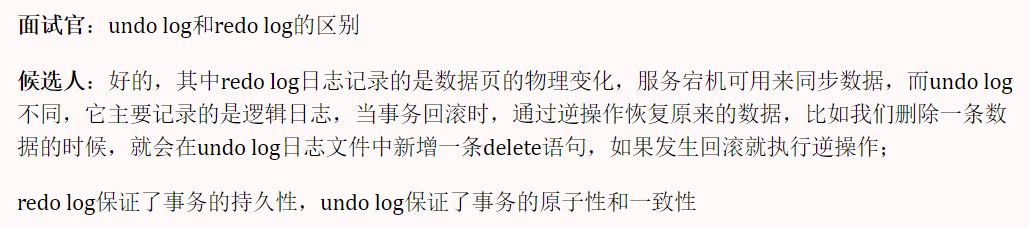 面试官：undo log和redo log的区别
候选人：好的，其中redo log日志记录的是数据页的物理变化，服务宕机可用来同步数据，而undo log
不同，它主要记录的是逻辑日志，当事务回滚时，通过逆操作恢复原来的数据，比如我们删除一条数
据的时候，就会在undo log日志文件中新增一条delete语句，如果发生回滚就执行逆操作；
redo log保证了事务的持久性，undo log保证了事务的原子性和一致性